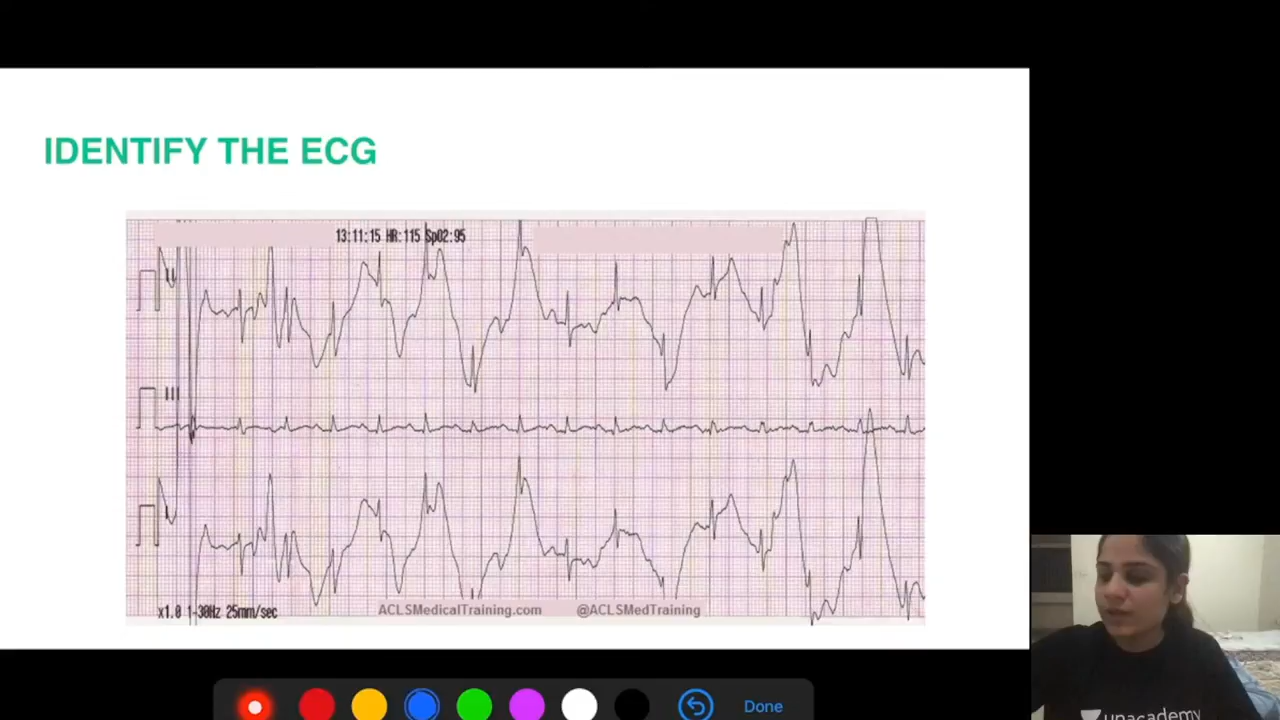 IDENTIFY THE ECG
13:11:15 HR:115 SpO2:95
II
III
I
x1.0 1-30Hz 25mm/sec
ACLSMedicalTraining.com @ACLSMedTraining
Done
unacademy